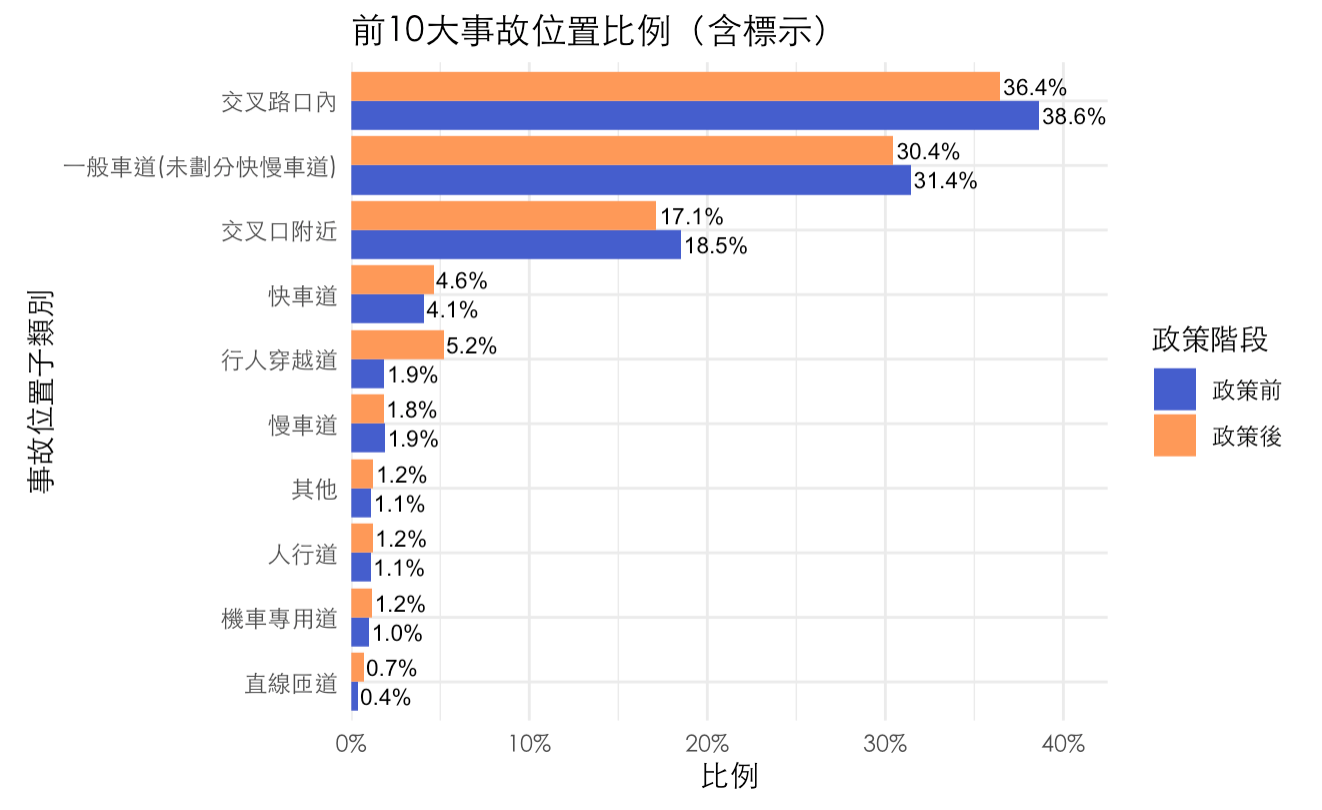 前10大事故位置比例（含標示）
事故位置子類別
交叉路口內
36.4%
38.6%
一般車道(未劃分快慢車道)
30.4%
31.4%
交叉口附近
17.1%
18.5%
快車道
4.6%
4.1%
行人穿越道
5.2%
1.9%
慢車道
1.8%
1.9%
其他
1.2%
1.1%
人行道
1.2%
1.1%
機車專用道
1.2%
1.0%
直線匝道
0.7%
0.4%
0%
10%
20%
30%
40%
比例
政策階段
政策前
政策後